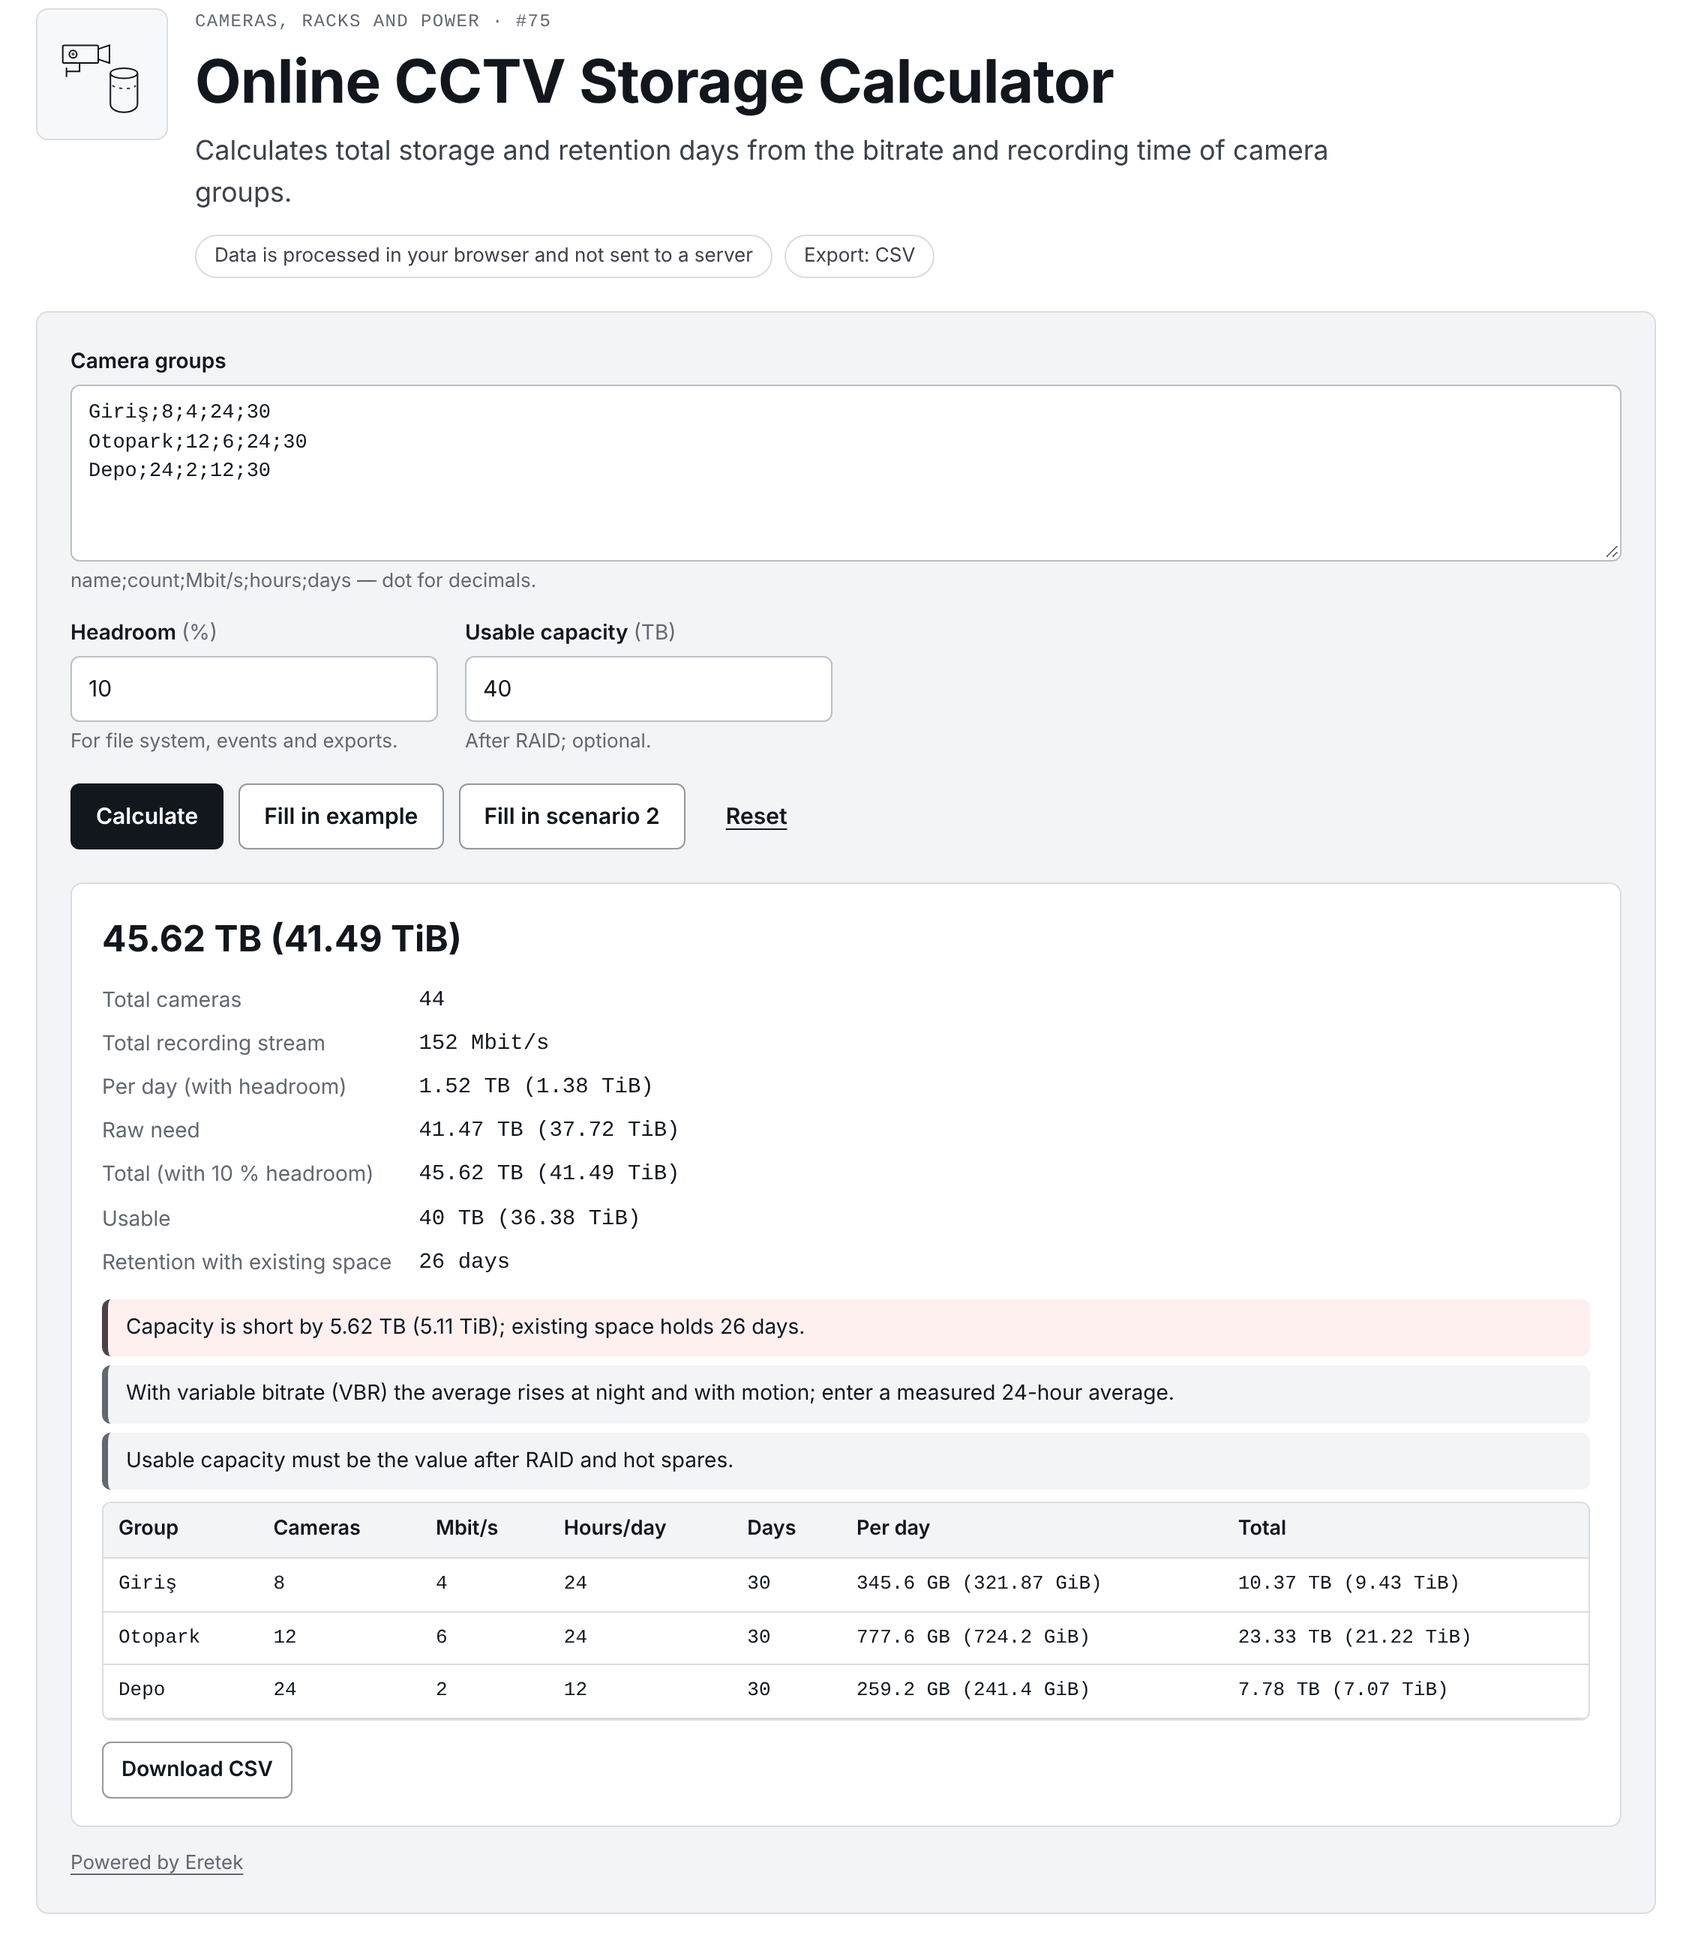 CAMERAS, RACKS AND POWER · #75
Online CCTV Storage Calculator
Calculates total storage and retention days from the bitrate and recording time of camera
groups.
Data is processed in your browser and not sent to a server
Export: CSV
Camera groups
Giriş;8;4;24;30
Otopark;12;6;24;30
Depo;24;2;12;30
name;count;Mbit/s;hours;days — dot for decimals.
Headroom (%)
Usable capacity (TB)
10
40
For file system, events and exports.
After RAID; optional.
Calculate
Fill in example
Fill in scenario 2
Reset
45.62 TB (41.49 TiB)
Total cameras 44
Total recording stream 152 Mbit/s
Per day (with headroom) 1.52 TB (1.38 TiB)
Raw need 41.47 TB (37.72 TiB)
Total (with 10 % headroom) 45.62 TB (41.49 TiB)
Usable 40 TB (36.38 TiB)
Retention with existing space 26 days
Capacity is short by 5.62 TB (5.11 TiB); existing space holds 26 days.
With variable bitrate (VBR) the average rises at night and with motion; enter a measured 24-hour average.
Usable capacity must be the value after RAID and hot spares.
Group Cameras Mbit/s Hours/day Days Per day Total
Giriş 8 4 24 30 345.6 GB (321.87 GiB) 10.37 TB (9.43 TiB)
Otopark 12 6 24 30 777.6 GB (724.2 GiB) 23.33 TB (21.22 TiB)
Depo 24 2 12 30 259.2 GB (241.4 GiB) 7.78 TB (7.07 TiB)
Download CSV
Powered by Eretek